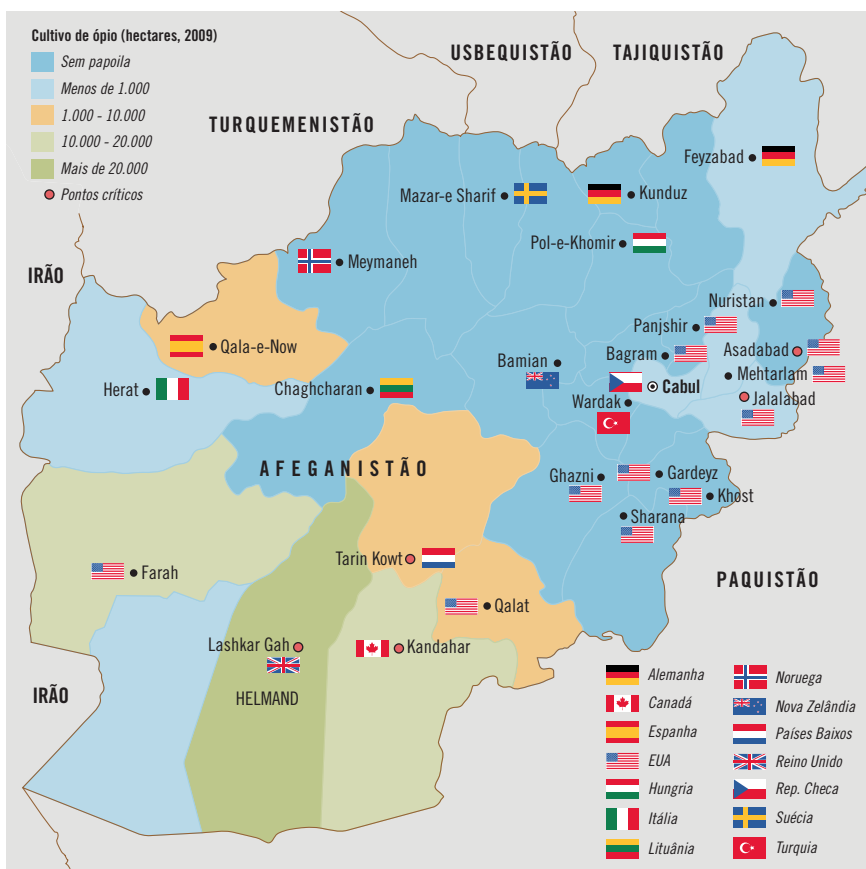 Cultivo de ópio (hectares, 2009)
Sem papoila
Menos de 1.000
1.000 - 10.000
10.000 - 20.000
Mais de 20.000
Pontos críticos
USBEQUISTÃO
TAJIQUISTÃO
TURQUEMENISTÃO
Feyzabad
Mazar-e Sharif
Kunduz
Pol-e-Khomir
Meymaneh
IRÃO
Nuristan
Panjshir
Qala-e-Now
Bamian
Bagram
Asadabad
Mehtarlam
Herat
Chaghcharan
Cabul
Jalalabad
Wardak
AFEGANISTÃO
Ghazni
Gardeyz
Khost
Sharana
Tarin Kowt
Farah
PAQUISTÃO
Qalat
Lashkar Gah
Kandahar
IRÃO
HELMAND
Alemanha
Canadá
Espanha
EUA
Hungria
Itália
Lituânia
Noruega
Nova Zelândia
Países Baixos
Reino Unido
Rep. Checa
Suécia
Turquia